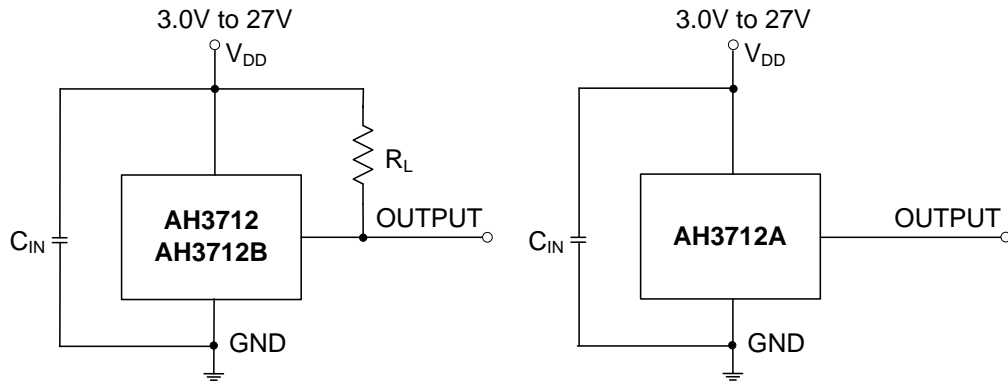 3.0V to 27V
VDD
RL
CIN
AH3712
AH3712B
OUTPUT
GND
3.0V to 27V
VDD
CIN
AH3712A
OUTPUT
GND